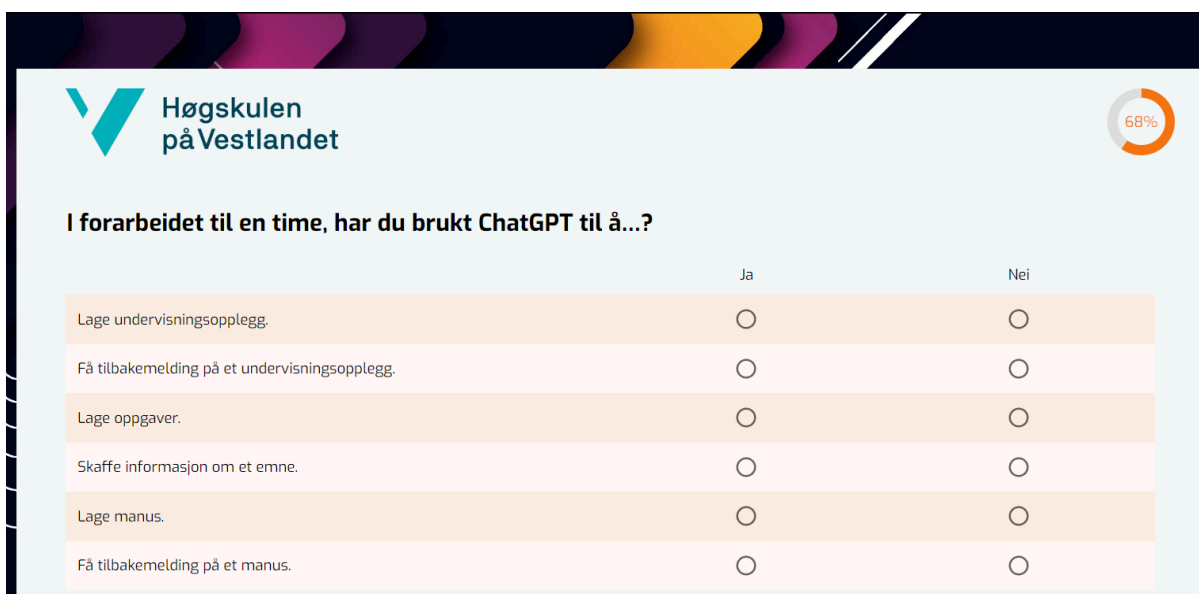 Høgskulen
på Vestlandet
68%
I forarbeidet til en time, har du brukt ChatGPT til å...?
Ja Nei
Lage undervisningsopplegg.
Få tilbakemelding på et undervisningsopplegg.
Lage oppgaver.
Skaffe informasjon om et emne.
Lage manus.
Få tilbakemelding på et manus.